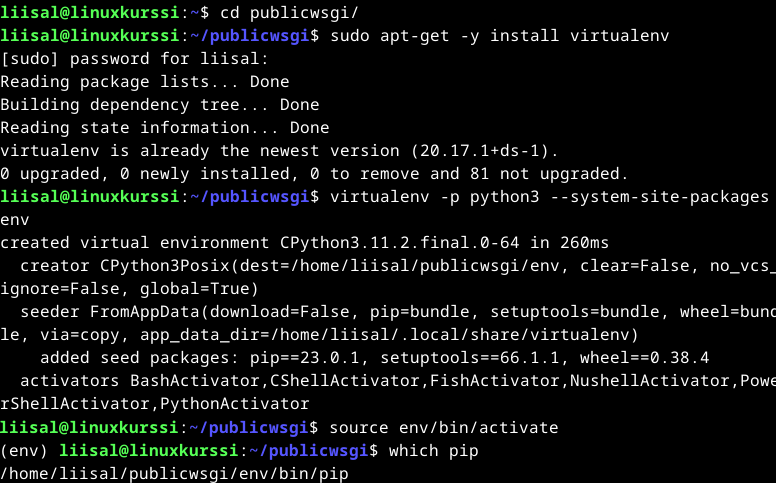 liisal@linuxkurssi:~$ cd publicwsgi/
liisal@linuxkurssi:~/publicwsgi$ sudo apt-get -y install virtualenv
[sudo] password for liisal:
Reading package lists... Done
Building dependency tree... Done
Reading state information... Done
virtualenv is already the newest version (20.17.1+ds-1).
0 upgraded, 0 newly installed, 0 to remove and 81 not upgraded.
liisal@linuxkurssi:~/publicwsgi$ virtualenv -p python3 --system-site-packages
env
created virtual environment CPython3.11.2.final.0-64 in 260ms
  creator CPython3Posix(dest=/home/liisal/publicwsgi/env, clear=False, no_vcs_
ignore=False, global=True)
  seeder FromAppData(download=False, pip=bundle, setuptools=bundle, wheel=bund
le, via=copy, app_data_dir=/home/liisal/.local/share/virtualenv)
    added seed packages: pip==23.0.1, setuptools==66.1.1, wheel==0.38.4
  activators BashActivator,CShellActivator,FishActivator,NushellActivator,Powe
rShellActivator,PythonActivator
liisal@linuxkurssi:~/publicwsgi$ source env/bin/activate
(env) liisal@linuxkurssi:~/publicwsgi$ which pip
/home/liisal/publicwsgi/env/bin/pip